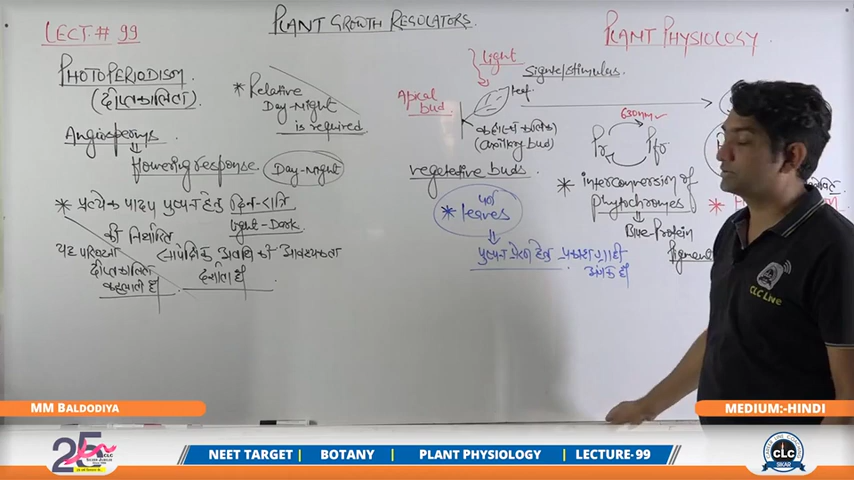 LECT.# 99
PLANT GROWTH REGULATORS.
PLANT PHYSIOLOGY
PHOTOPERIODISM
(दीप्तिकालिता)
Angiosperms
flowering response. Day-Night
* प्रत्येक पादप पुष्पन हेतु दिन-रात्रि
Light-Dark
की निर्धारित
सापेक्षिक अवधि की आवश्यकता
दर्शाता है
यह परिघटना
दीप्तिकालिता
कहलाती है
* Relative
Day-Night
is required
light
Signal/stimulus.
Apical
bud.
leaf.
(axillary bud)
vegetative buds.
पर्ण
* leaves
पुष्पन प्रेरण हेतु प्रकाशग्राही
अंग है
630nm
Pr Pfr
* interconversion of
phytochromes
Blue-Protein
Pigment
CLC Live
MM BALDODIYA
MEDIUM:-HINDI
25
NEET TARGET | BOTANY | PLANT PHYSIOLOGY | LECTURE-99
CLC
SIKAR